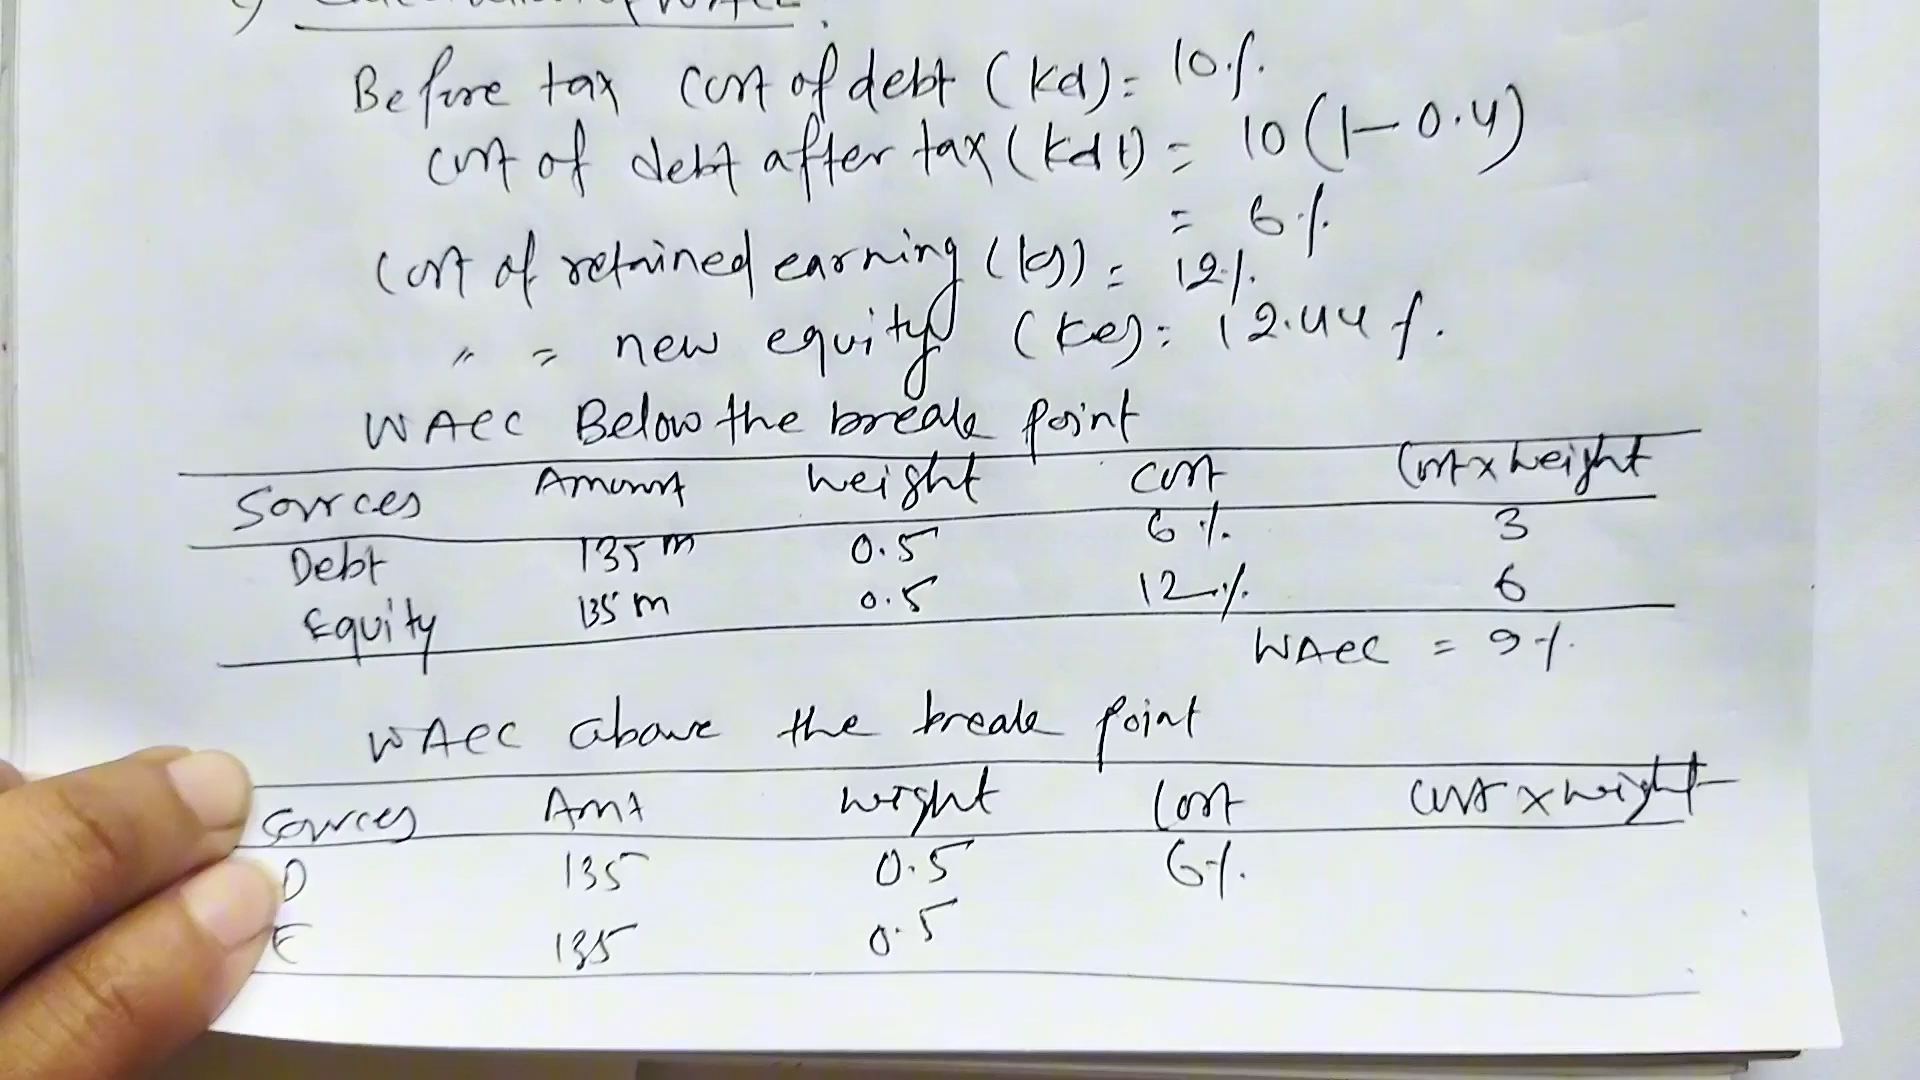 Before tax cost of debt (Kd) = 10%.
cost of debt after tax (Kdt) = 10 (1-0.4)
= 6%.
Cost of retained earning (ks) = 12%.
" = new equity (Ke) = 12.44%.
WACC Below the break point
Sources Amount Weight Cost Cost x weight
Debt 135 m 0.5 6%. 3
Equity 135 m 0.5 12%. 6
WACC = 9%.
WACC above the break point
Sources Amt weight Cost Cost x weight
D 135 0.5 6%.
E 135 0.5